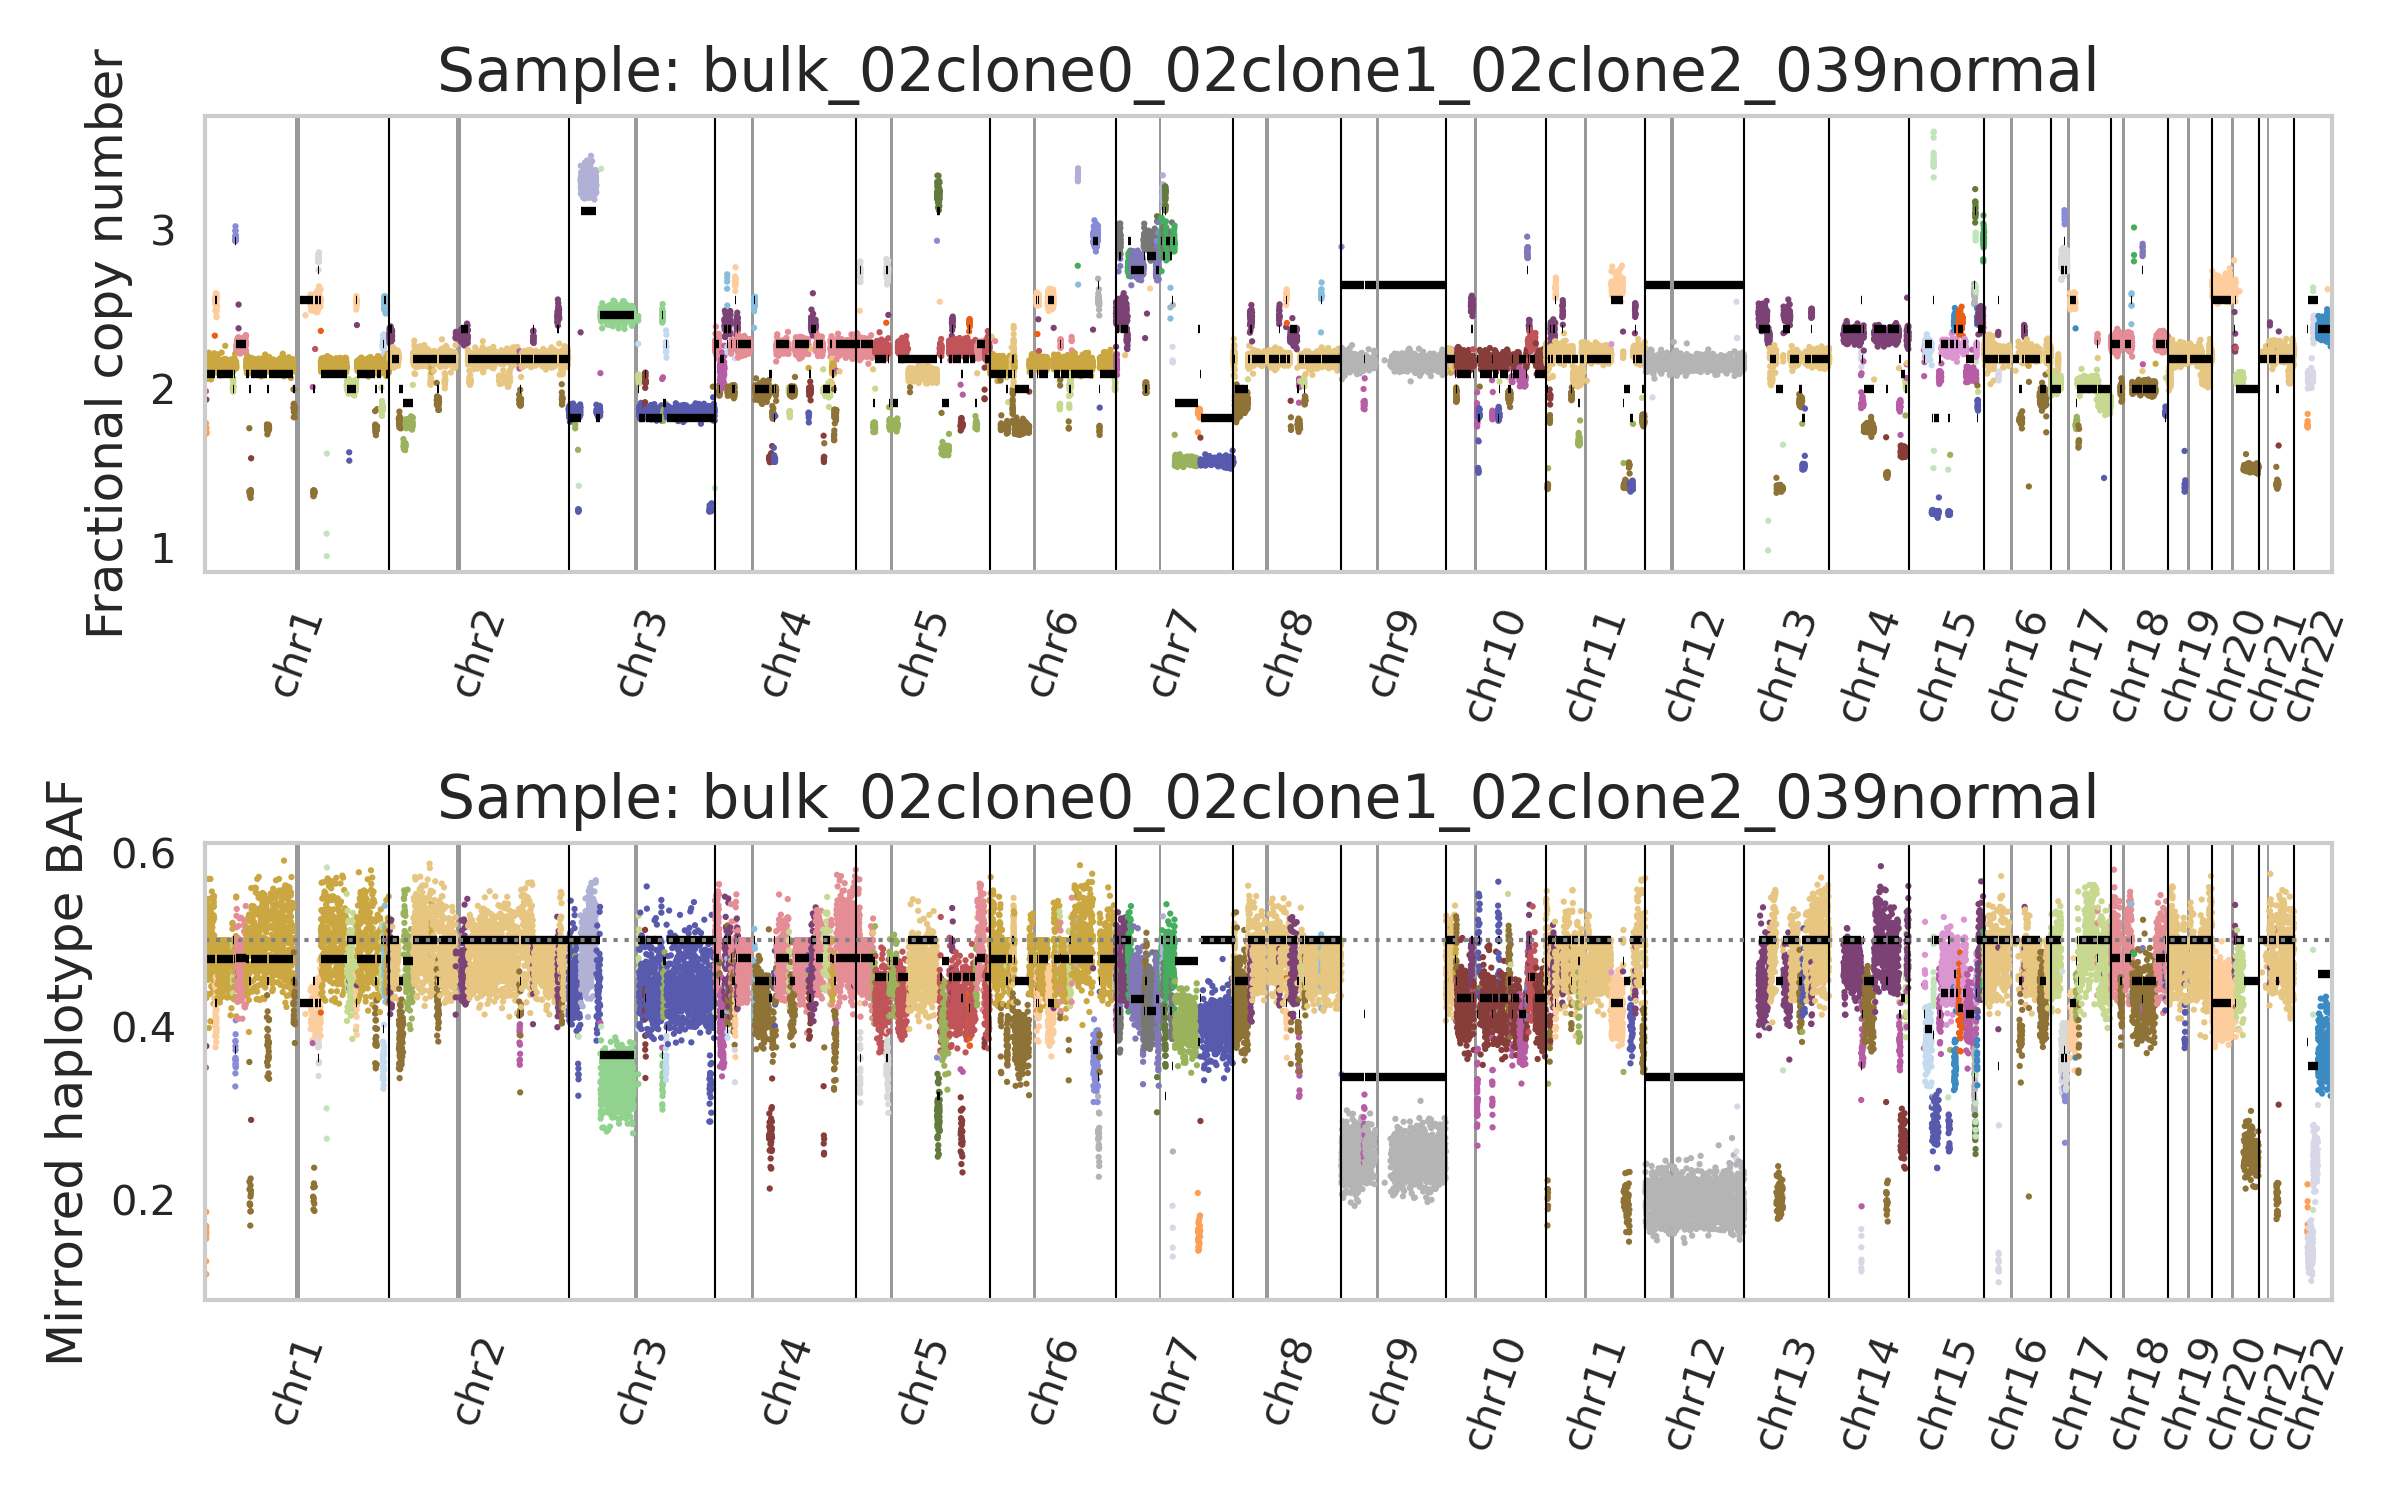 Sample: bulk_02clone0_02clone1_02clone2_039normal
Fractional copy number
3
2
1
chr1
chr2
chr3
chr4
chr5
chr6
chr7
chr8
chr9
chr10
chr11
chr12
chr13
chr14
chr15
chr16
chr17
chr18
chr19
chr20
chr21
chr22
Sample: bulk_02clone0_02clone1_02clone2_039normal
Mirrored haplotype BAF
0.6
0.4
0.2
chr1
chr2
chr3
chr4
chr5
chr6
chr7
chr8
chr9
chr10
chr11
chr12
chr13
chr14
chr15
chr16
chr17
chr18
chr19
chr20
chr21
chr22